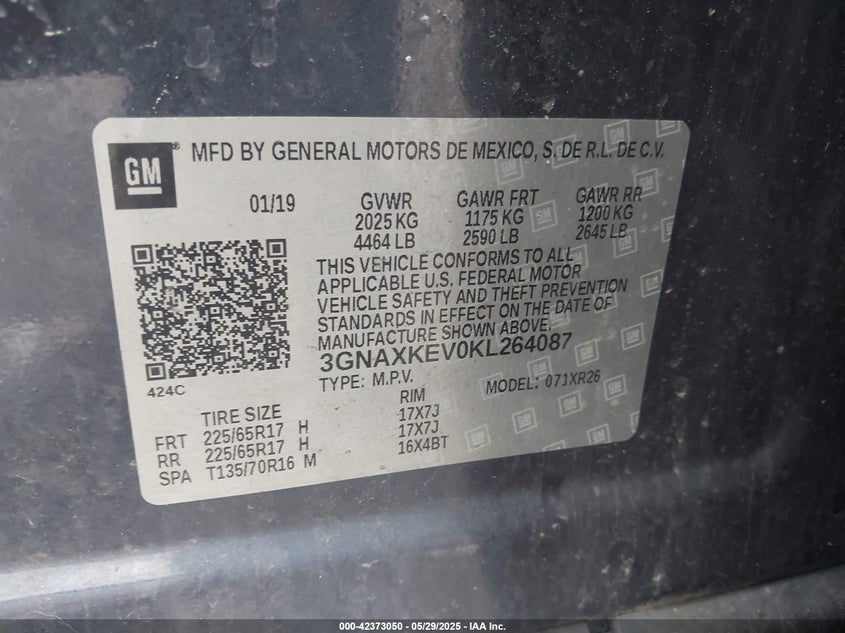 GM
® MFD BY GENERAL MOTORS DE MEXICO, S. DE R.L. DE C.V.
01/19 GVWR GAWR FRT GAWR RR
2025 KG 1175 KG 1200 KG
4464 LB 2590 LB 2645 LB
THIS VEHICLE CONFORMS TO ALL
APPLICABLE U.S. FEDERAL MOTOR
VEHICLE SAFETY AND THEFT PREVENTION
STANDARDS IN EFFECT ON THE DATE OF
MANUFACTURE SHOWN ABOVE.
3GNAXKEV0KL264087
424C TYPE: M.P.V. MODEL: 071XR26
TIRE SIZE RIM
FRT 225/65R17 H 17X7J
RR 225/65R17 H 17X7J
SPA T135/70R16 M 16X4BT
000-42373050 - 05/29/2025 - IAA Inc.